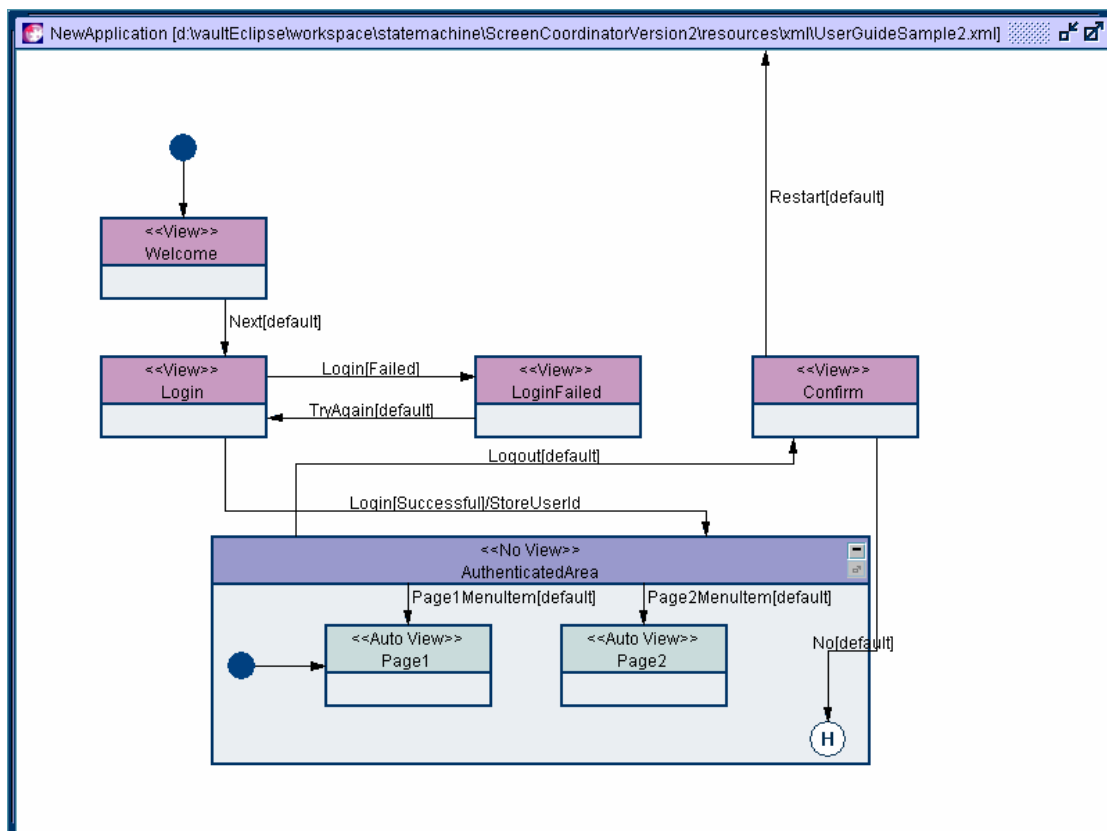 NewApplication [d:\vaultEclipse\workspace\statemachine\ScreenCoordinatorVersion2\resources\xml\UserGuideSample2.xml]
Restart[default]
<<View>>
Welcome
Next[default]
<<View>>
Login
Login[Failed]
TryAgain[default]
<<View>>
LoginFailed
<<View>>
Confirm
Logout[default]
Login[Successful]/StoreUserId
<<No View>>
AuthenticatedArea
Page1MenuItem[default]
Page2MenuItem[default]
<<Auto View>>
Page1
<<Auto View>>
Page2
No[default]
H